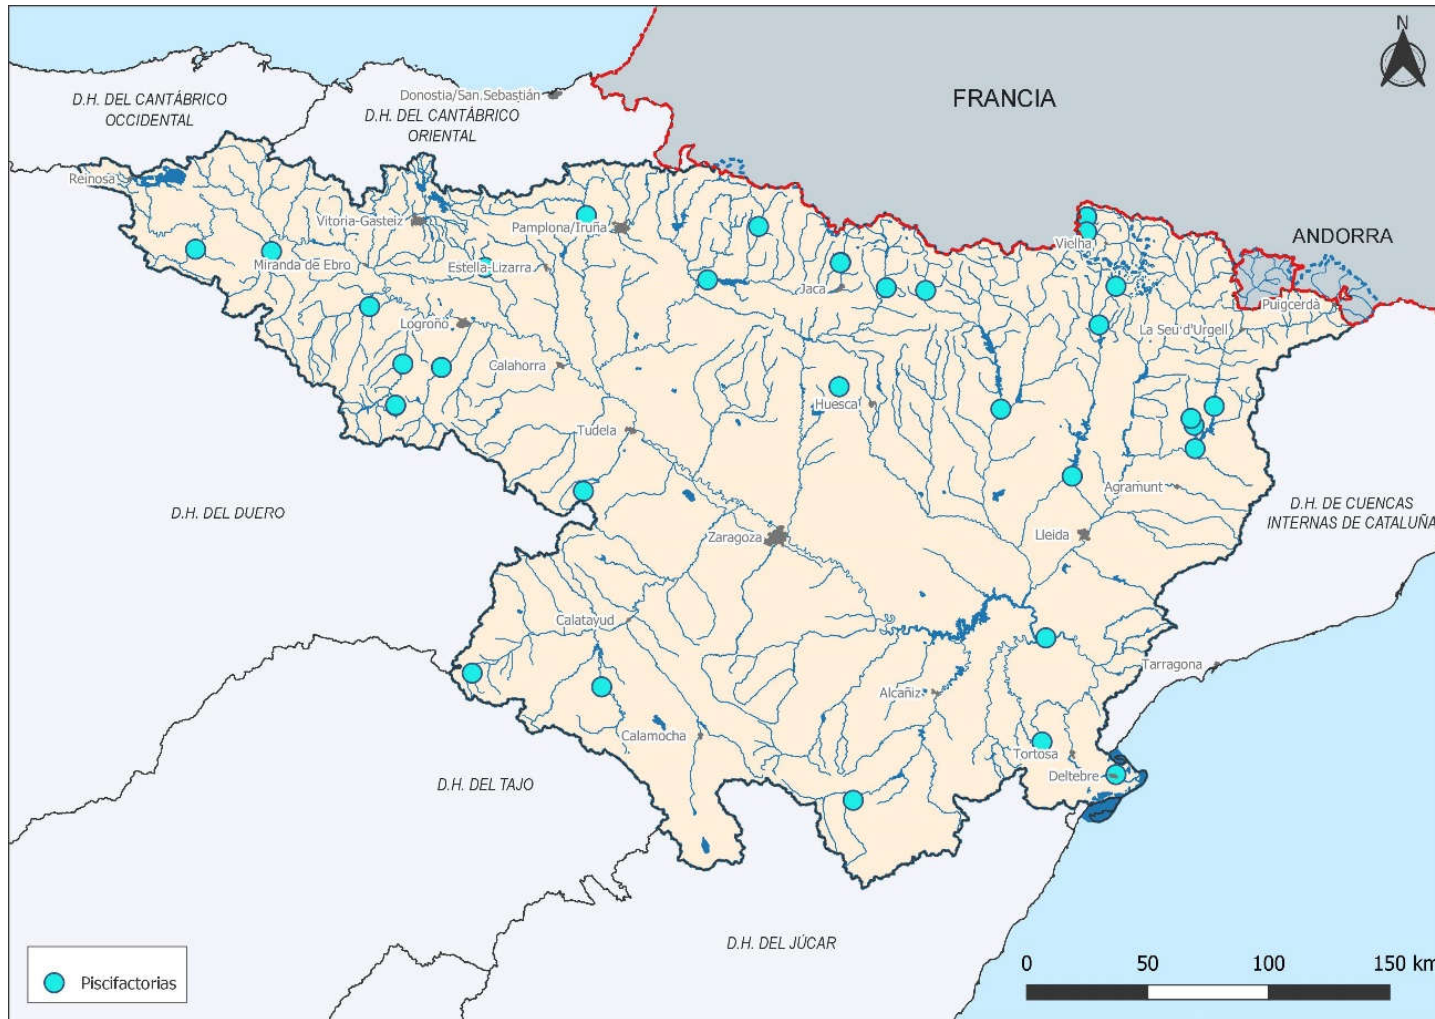 N
D.H. DEL CANTÁBRICO
OCCIDENTAL
Donostia/San Sebastián
D.H. DEL CANTÁBRICO
ORIENTAL
FRANCIA
Reinosa
Vitoria-Gasteiz
Pamplona/Iruña
Vielha
ANDORRA
Miranda de Ebro
Estella-Lizarra
Jaca
Puigcerdà
Logroño
La Seu d'Urgell
Calahorra
Huesca
Tudela
Agramunt
D.H. DEL DUERO
D.H. DE CUENCAS
INTERNAS DE CATALUÑA
Zaragoza
Lleida
Calatayud
Tarragona
Alcañiz
Calamocha
Tortosa
Deltebre
D.H. DEL TAJO
D.H. DEL JÚCAR
Piscifactorias
0 50 100 150 km